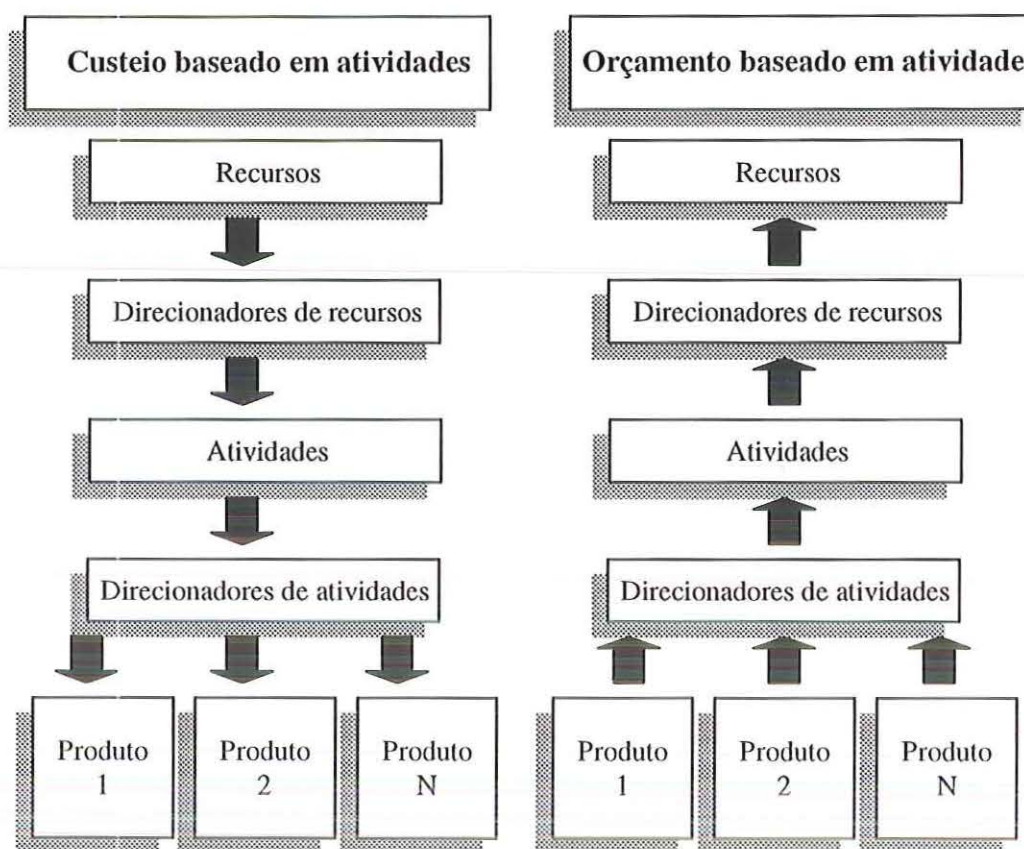 Custeio baseado em atividades
Recursos
Direcionadores de recursos
Atividades
Direcionadores de atividades
Produto
1
Produto
2
Produto
N
Orçamento baseado em atividade
Recursos
Direcionadores de recursos
Atividades
Direcionadores de atividades
Produto
1
Produto
2
Produto
N